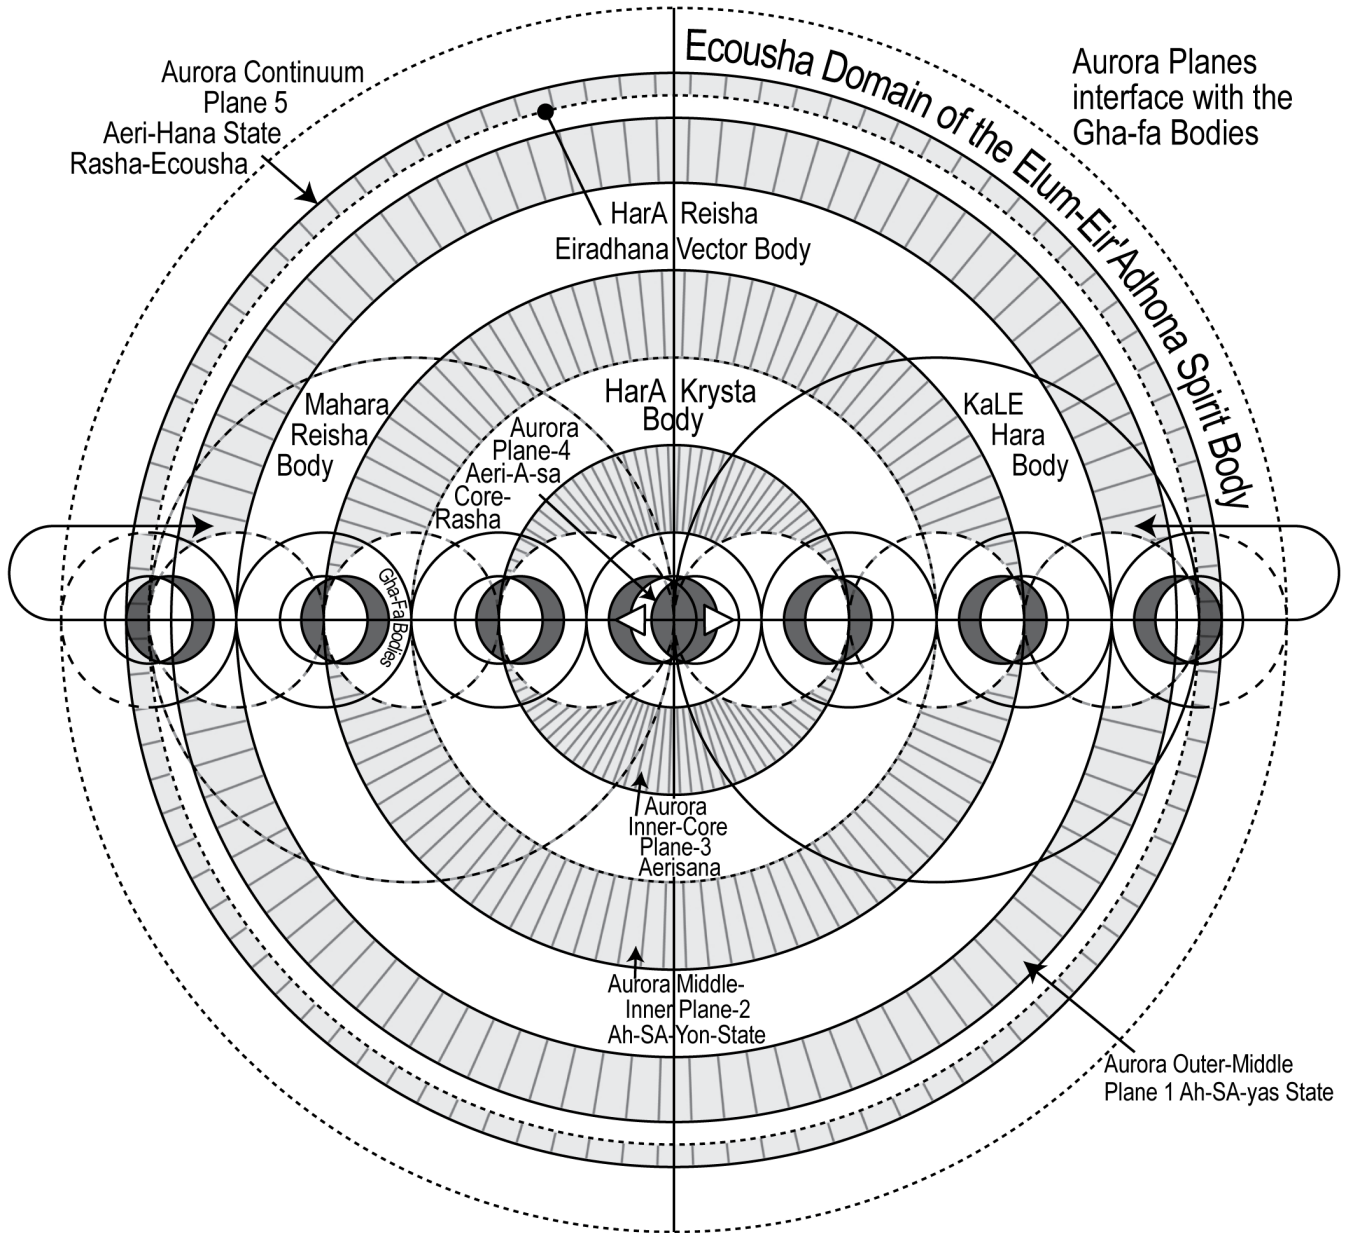 Aurora Continuum
Plane 5
Aeri-Hana State
Rasha-Ecousha
Ecousha Domain of the Elum-Eir'Adhona Spirit Body
Aurora Planes
interface with the
Gha-fa Bodies
HarA Reisha
Eiradhana Vector Body
Mahara
Reisha
Body
HarA Krysta
Body
KaLE
Hara
Body
Aurora
Plane-4
Aeri-A-sa
Core-
Rasha
Gha-Fa Bodies
Aurora
Inner-Core
Plane-3
Aerisana
Aurora Middle-
Inner Plane-2
Ah-SA-Yon-State
Aurora Outer-Middle
Plane 1 Ah-SA-yas State